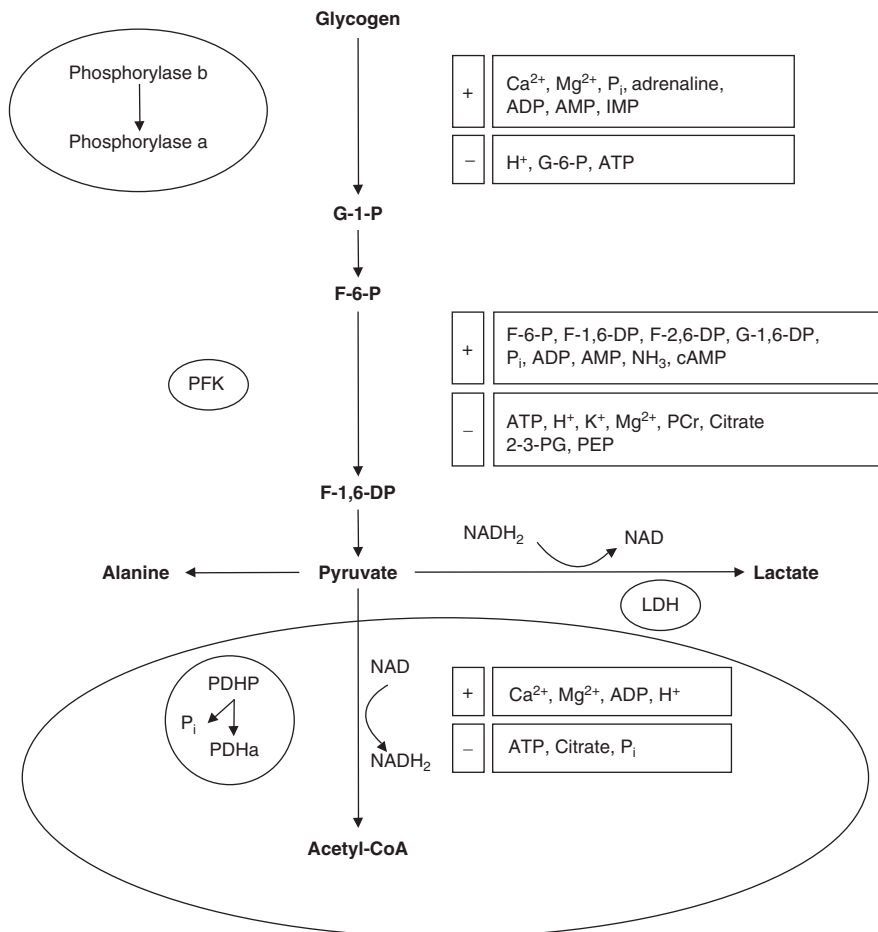 Glycogen
Phosphorylase b
Phosphorylase a
+
Ca²⁺, Mg²⁺, Pᵢ, adrenaline,
ADP, AMP, IMP
−
H⁺, G-6-P, ATP
G-1-P
F-6-P
PFK
+
F-6-P, F-1,6-DP, F-2,6-DP, G-1,6-DP,
Pᵢ, ADP, AMP, NH₃, cAMP
−
ATP, H⁺, K⁺, Mg²⁺, PCr, Citrate
2-3-PG, PEP
F-1,6-DP
NADH₂
NAD
Alanine
Pyruvate
Lactate
LDH
PDHP
Pᵢ
PDHa
NAD
NADH₂
+
Ca²⁺, Mg²⁺, ADP, H⁺
−
ATP, Citrate, Pᵢ
Acetyl-CoA